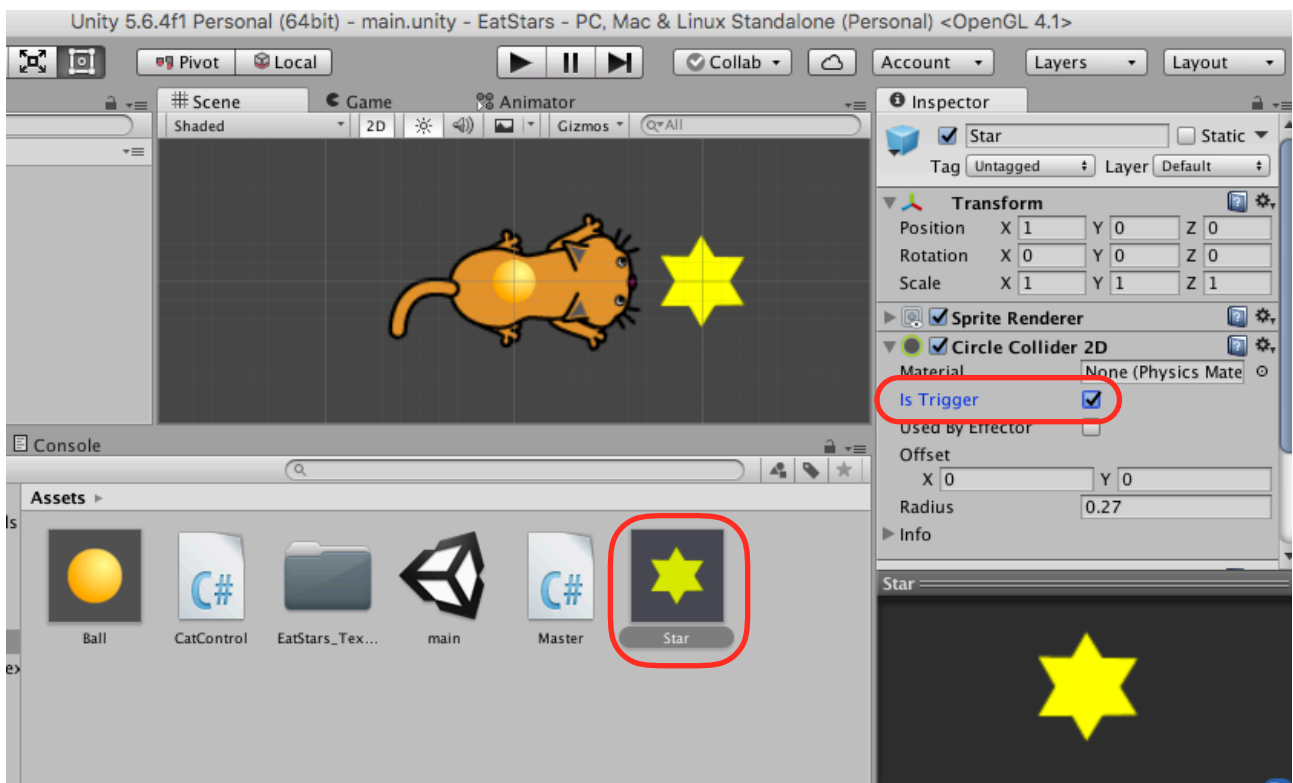 Unity 5.6.4f1 Personal (64bit) - main.unity - EatStars - PC, Mac & Linux Standalone (Personal) <OpenGL 4.1>
Pivot Local Collab Account Layers Layout
Scene Game Animator
Shaded 2D Gizmos All
Inspector
Star Static
Tag Untagged Layer Default
Transform
Position X 1 Y 0 Z 0
Rotation X 0 Y 0 Z 0
Scale X 1 Y 1 Z 1
Sprite Renderer
Circle Collider 2D
Material None (Physics Mate
Is Trigger
Used By Effector
Offset
X 0 Y 0
Radius 0.27
Info
Console
Assets
ls
C# C#
Ball CatControl EatStars_Tex... main Master Star
ex
Star